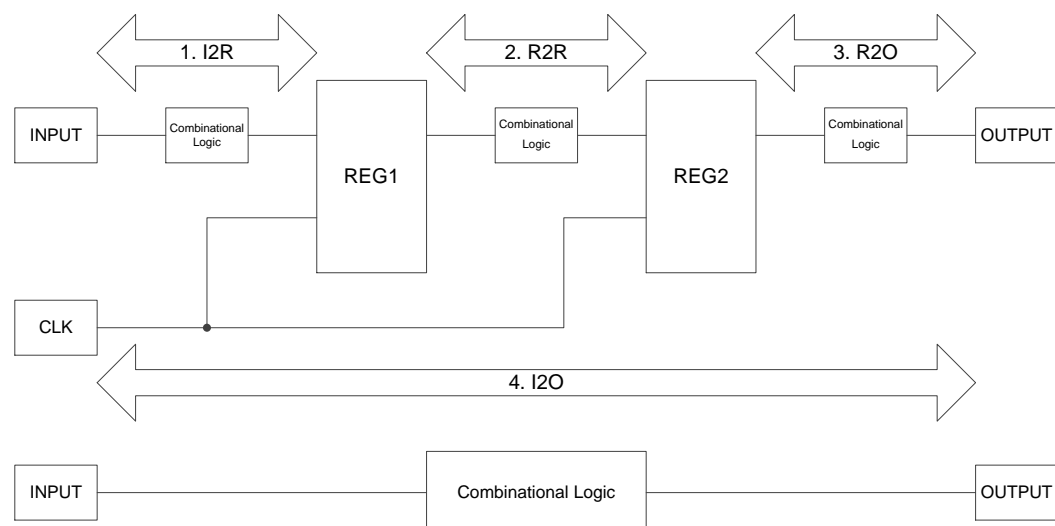 1. I2R
2. R2R
3. R2O
INPUT
Combinational
Logic
REG1
Combinational
Logic
REG2
Combinational
Logic
OUTPUT
CLK
4. I2O
INPUT
Combinational Logic
OUTPUT